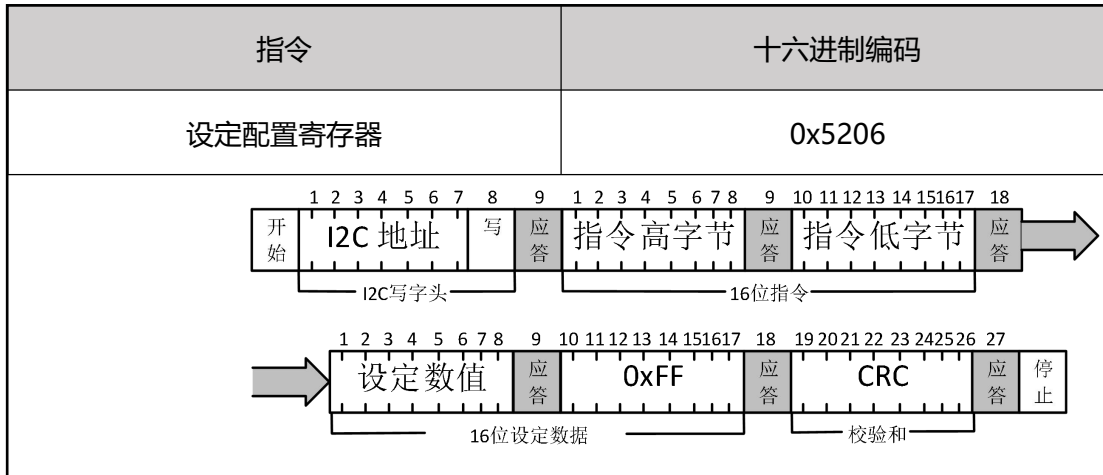 指令 十六进制编码
设定配置寄存器 0x5206
1 2 3 4 5 6 7 8 9 1 2 3 4 5 6 7 8 9 10 11 12 13 14 15 16 17 18
开始 I2C 地址 写 应答 指令高字节 应答 指令低字节 应答
I2C写字头 16位指令
1 2 3 4 5 6 7 8 9 10 11 12 13 14 15 16 17 18 19 20 21 22 23 24 25 26 27
设定数值 应答 0xFF 应答 CRC 应答 停止
16位设定数据 校验和